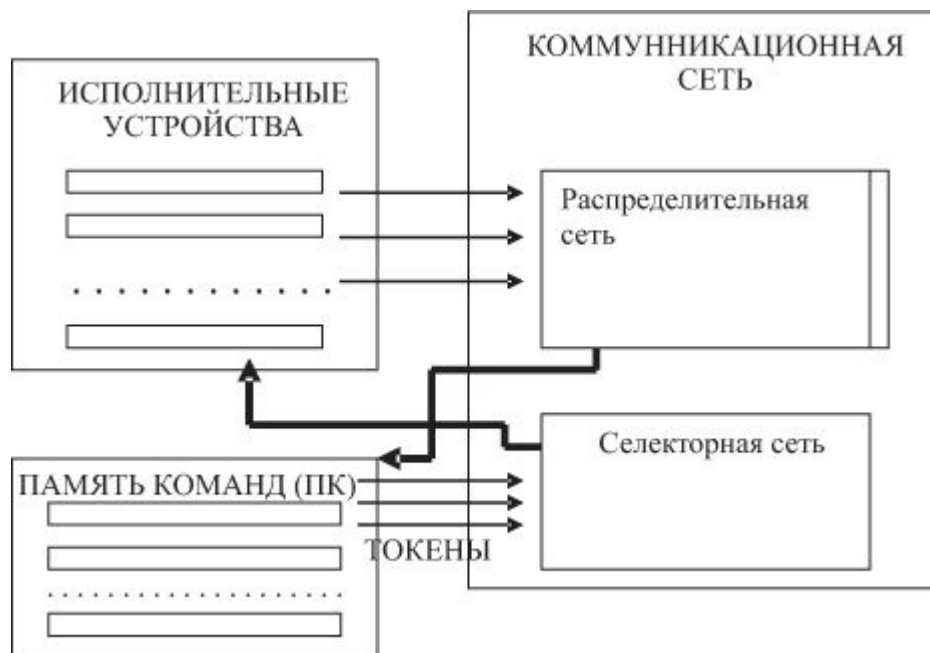 КОММУННИКАЦИОННАЯ
СЕТЬ
ИСПОЛНИТЕЛЬНЫЕ
УСТРОЙСТВА
Распределительная
сеть
Селекторная сеть
ПАМЯТЬ КОМАНД (ПК)
ТОКЕНЫ